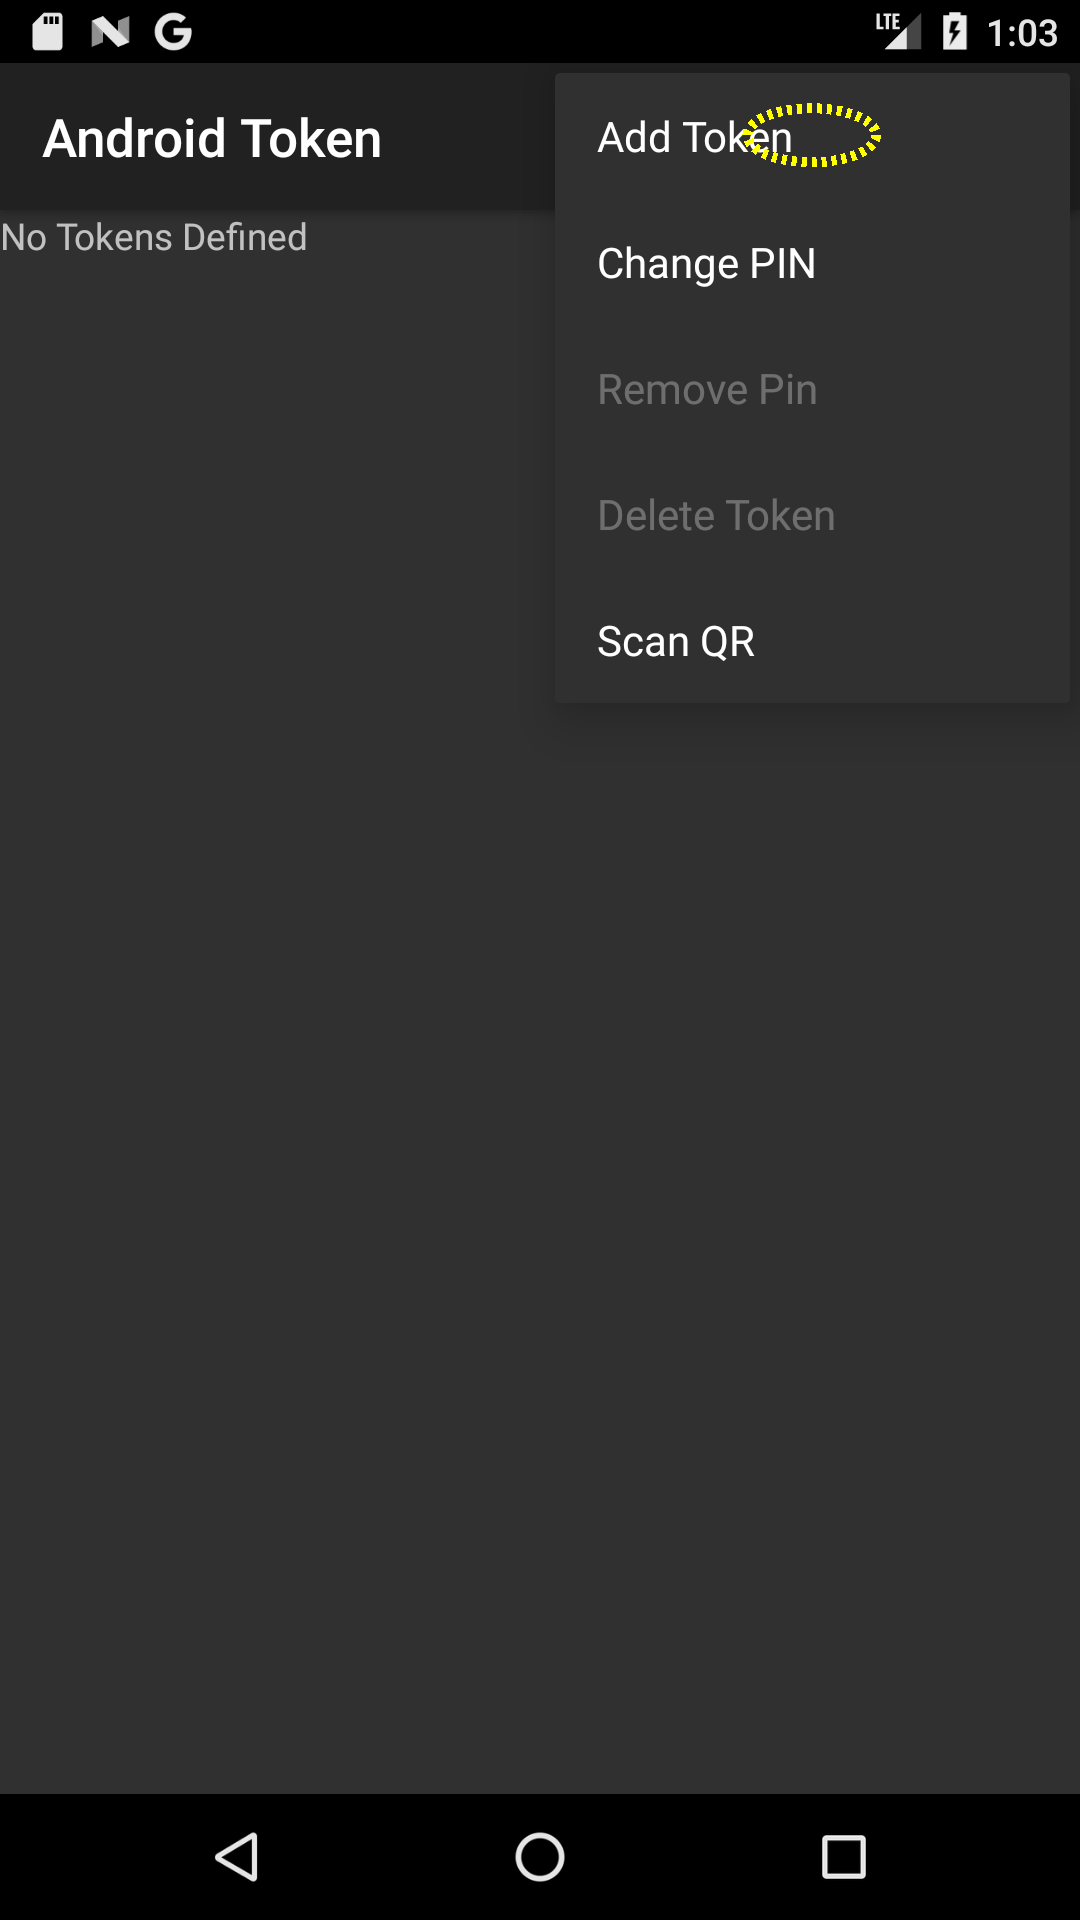 LTE 1:03
Android Token
No Tokens Defined
Add Token
Change PIN
Remove Pin
Delete Token
Scan QR